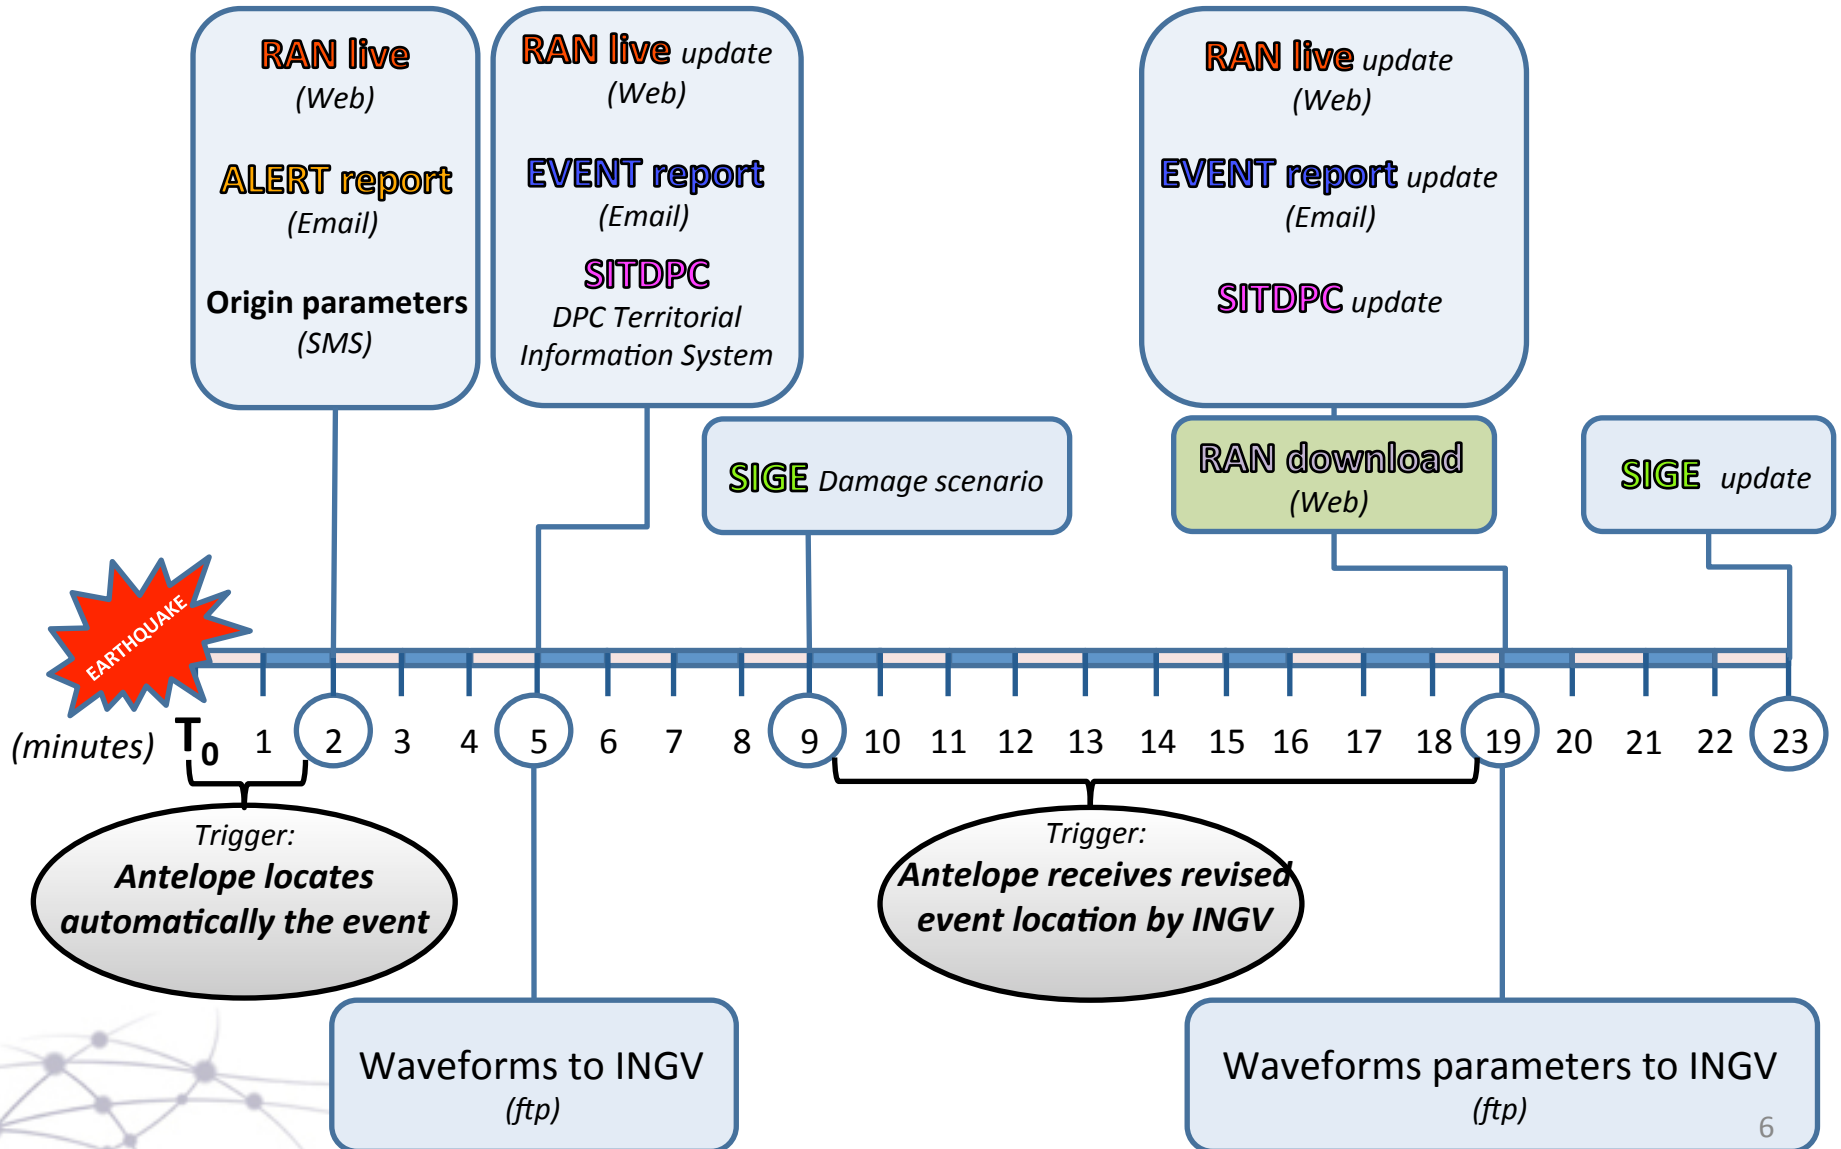 RAN live
(Web)
ALERT report
(Email)
Origin parameters
(SMS)
RAN live update
(Web)
EVENT report
(Email)
SITDPC
DPC Territorial
Information System
RAN live update
(Web)
EVENT report update
(Email)
SITDPC update
SIGE Damage scenario
RAN download
(Web)
SIGE update
EARTHQUAKE
(minutes) T0 1 2 3 4 5 6 7 8 9 10 11 12 13 14 15 16 17 18 19 20 21 22 23
Trigger:
Antelope locates
automatically the event
Trigger:
Antelope receives revised
event location by INGV
Waveforms to INGV
(ftp)
Waveforms parameters to INGV
(ftp)
6